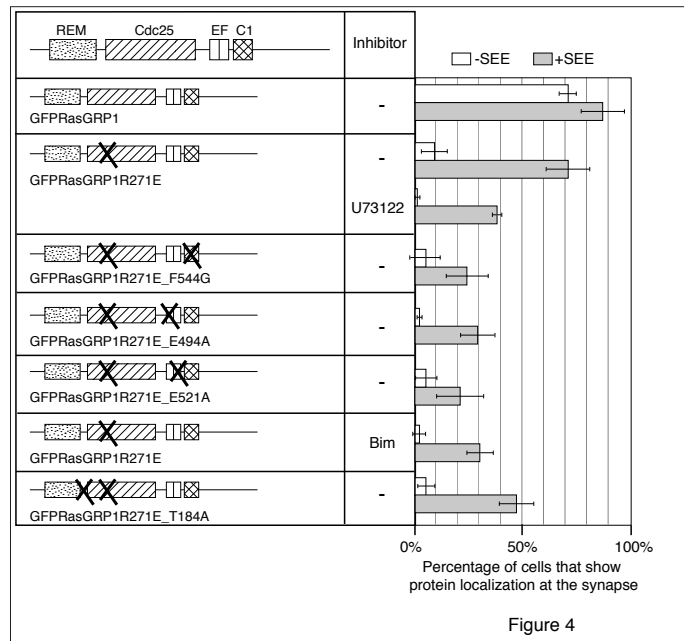 REM Cdc25 EF C1
Inhibitor
-SEE +SEE
-
GFPRasGRP1
-
GFPRasGRP1R271E
U73122
-
GFPRasGRP1R271E_F544G
-
GFPRasGRP1R271E_E494A
-
GFPRasGRP1R271E_E521A
Bim
GFPRasGRP1R271E
-
GFPRasGRP1R271E_T184A
0% 50% 100%
Percentage of cells that show
protein localization at the synapse
Figure 4